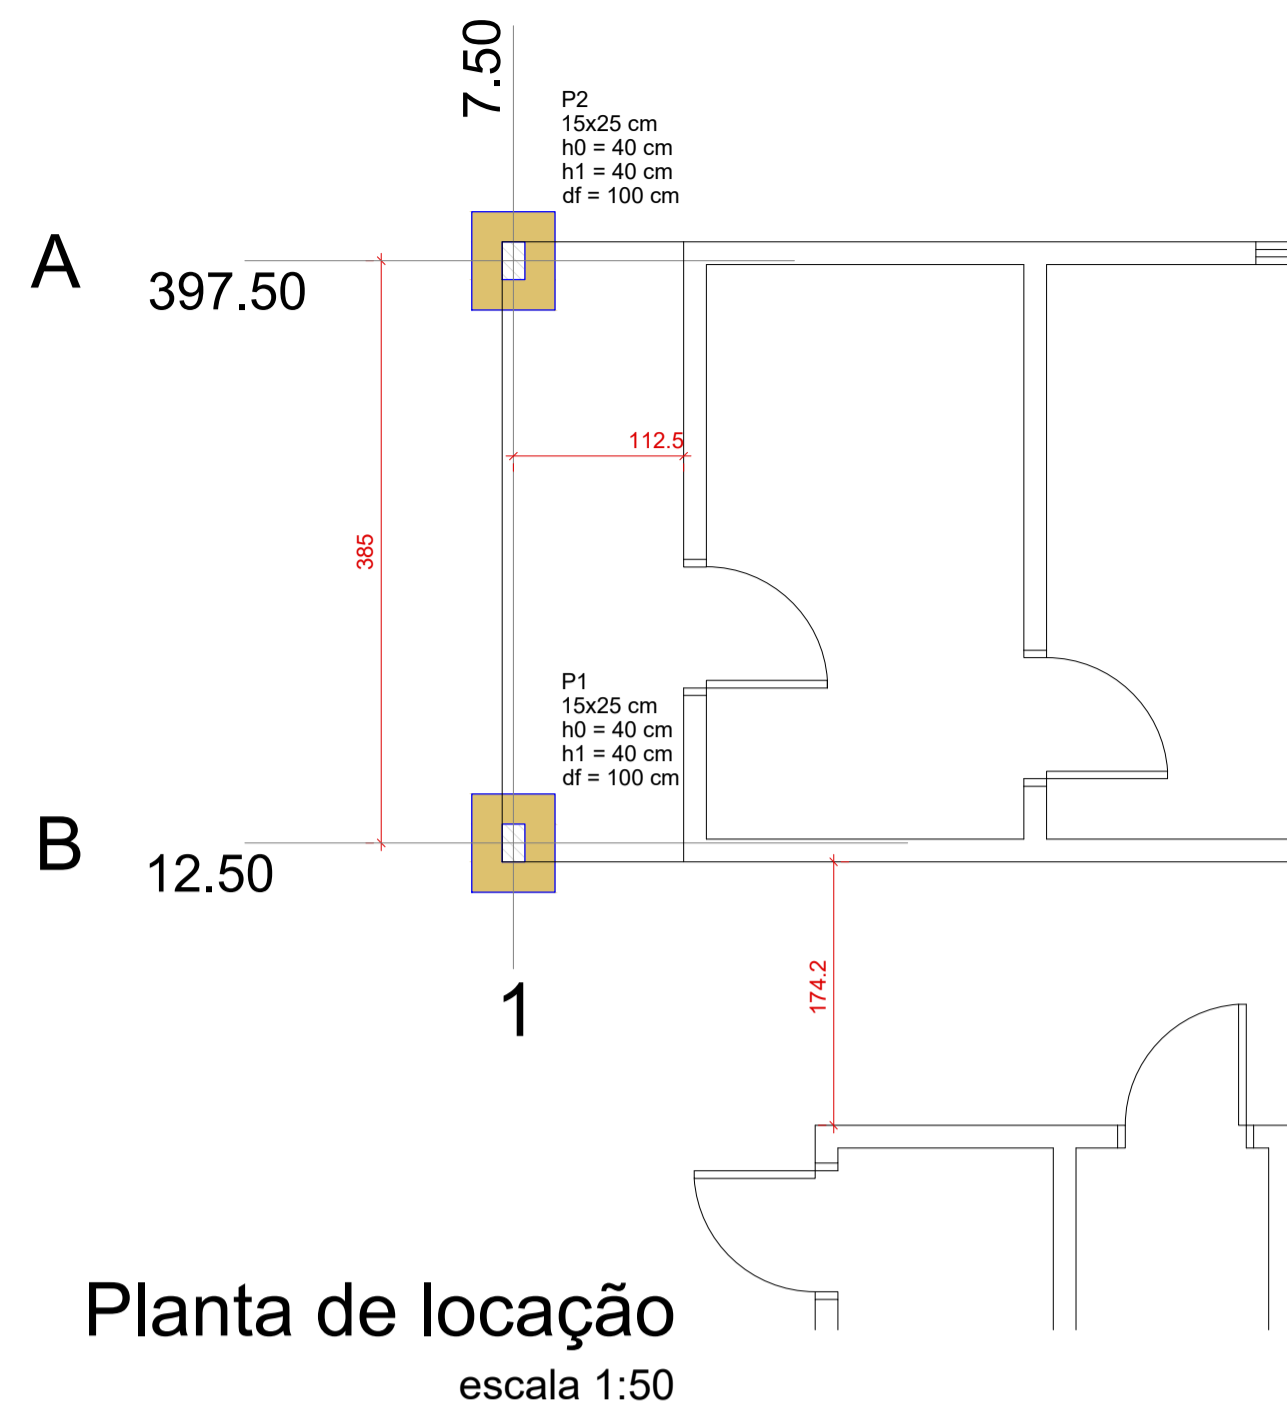 7.50
P2
15x25 cm
h0 = 40 cm
h1 = 40 cm
df = 100 cm
A
397.50
112.5
385
P1
15x25 cm
h0 = 40 cm
h1 = 40 cm
df = 100 cm
B
12.50
174.2
1
Planta de locação
escala 1:50